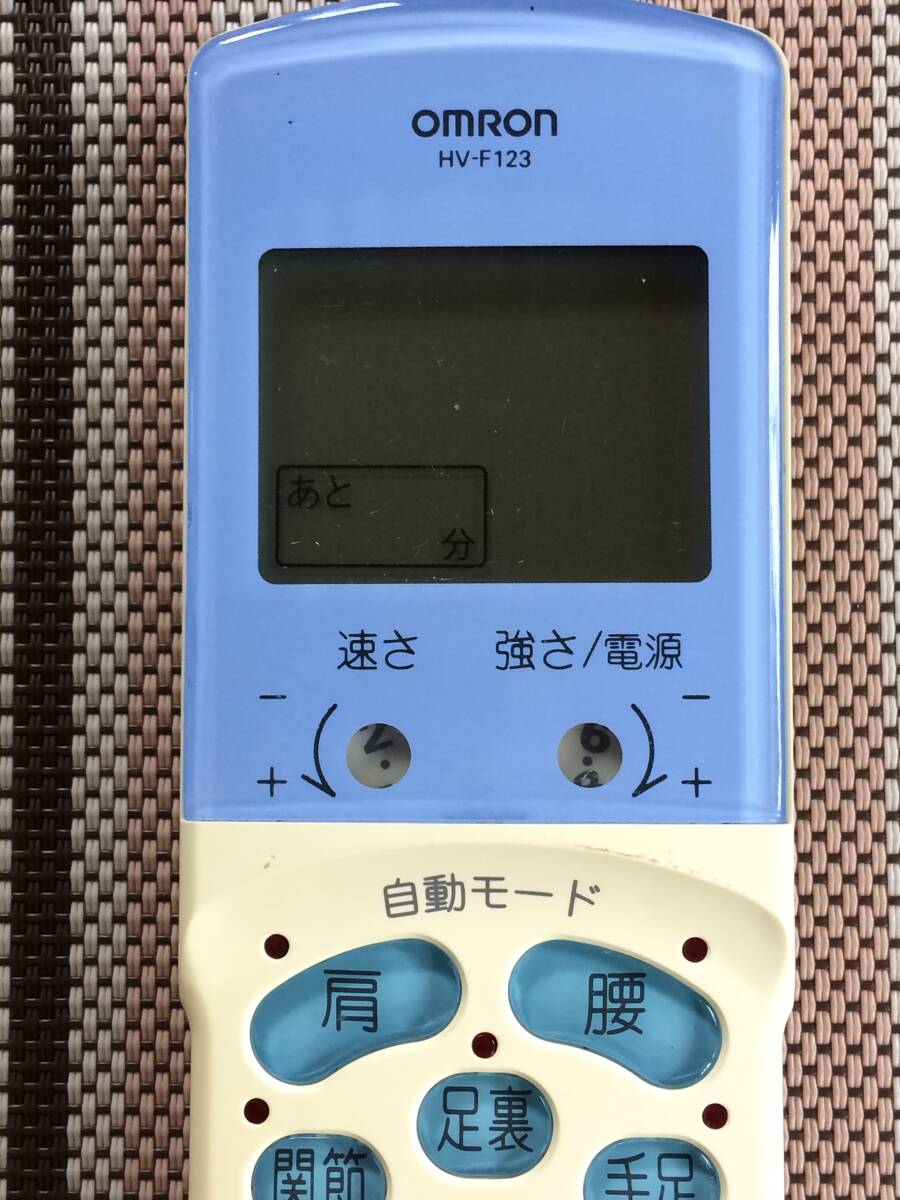 OMRON
HV-F123
あと
分
速さ 強さ/電源
− −
+ +
自動モード
肩 腰
足裏
関節 手足